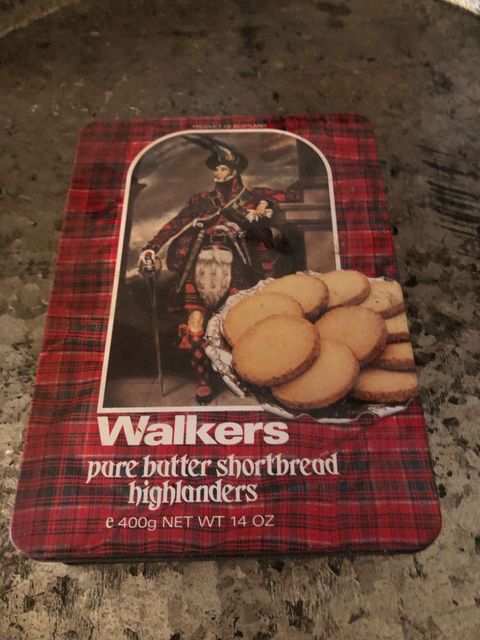 PRODUCT OF SCOTLAND
Walkers
pure butter shortbread
highlanders
e 400g NET WT 14 OZ